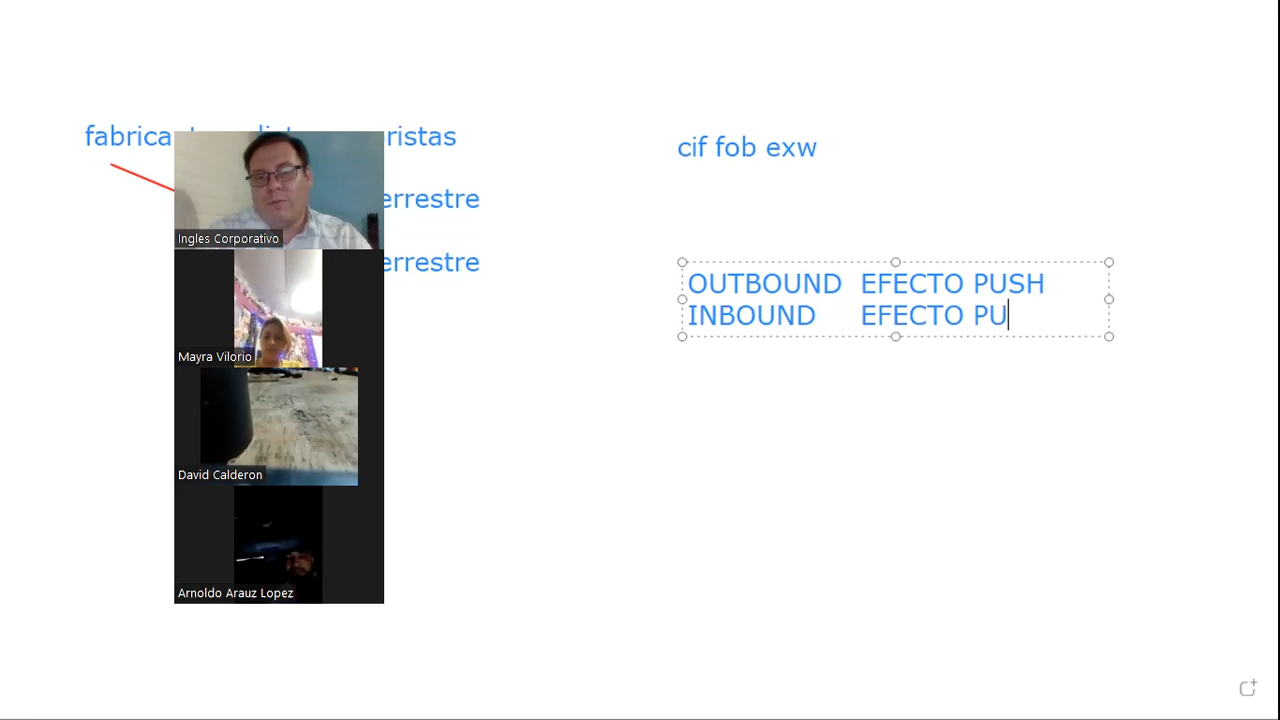 fabrica ristas
errestre
errestre
cif fob exw
OUTBOUND EFECTO PUSH
INBOUND EFECTO PU
Ingles Corporativo
Mayra Vilorio
David Calderon
Arnoldo Arauz Lopez